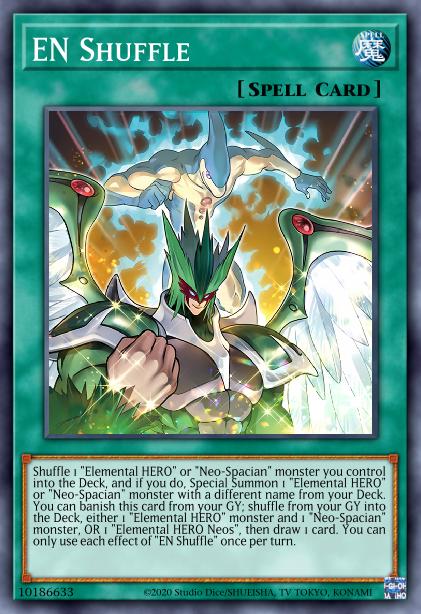 EN Shuffle
SPELL
魔
[Spell Card]
Shuffle 1 "Elemental HERO" or "Neo-Spacian" monster you control
into the Deck, and if you do, Special Summon 1 "Elemental HERO"
or "Neo-Spacian" monster with a different name from your Deck.
You can banish this card from your GY; shuffle from your GY into
the Deck, either 1 "Elemental HERO" monster and 1 "Neo-Spacian"
monster, OR 1 "Elemental HERO Neos", then draw 1 card. You can
only use each effect of "EN Shuffle" once per turn.
10186633
©2020 Studio Dice/SHUEISHA, TV TOKYO, KONAMI